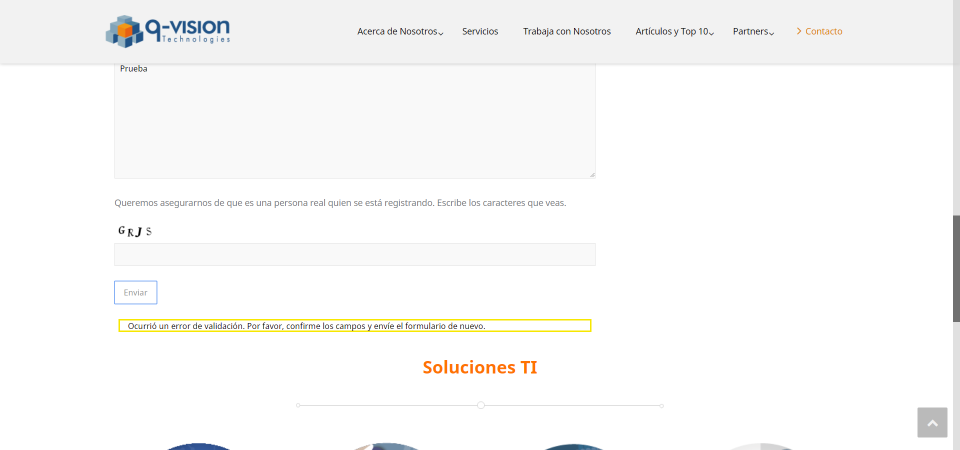 q-vision
Technologies
Acerca de Nosotros
Servicios
Trabaja con Nosotros
Artículos y Top 10
Partners
Contacto
Prueba
Queremos asegurarnos de que es una persona real quien se está registrando. Escribe los caracteres que veas.
G R J S
Enviar
Ocurrió un error de validación. Por favor, confirme los campos y envíe el formulario de nuevo.
Soluciones TI